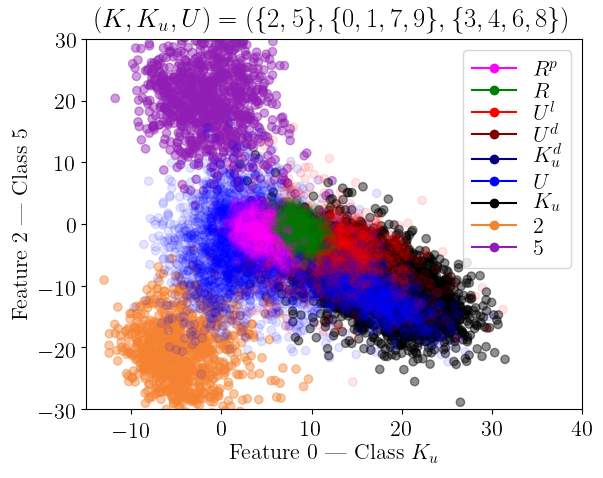 (K, K_u, U) = ({2, 5}, {0, 1, 7, 9}, {3, 4, 6, 8})
30
20
10
0
−10
−20
−30
Feature 2 — Class 5
R^p
R
U^l
U^d
K_u^d
U
K_u
2
5
−10
0
10
20
30
40
Feature 0 — Class K_u